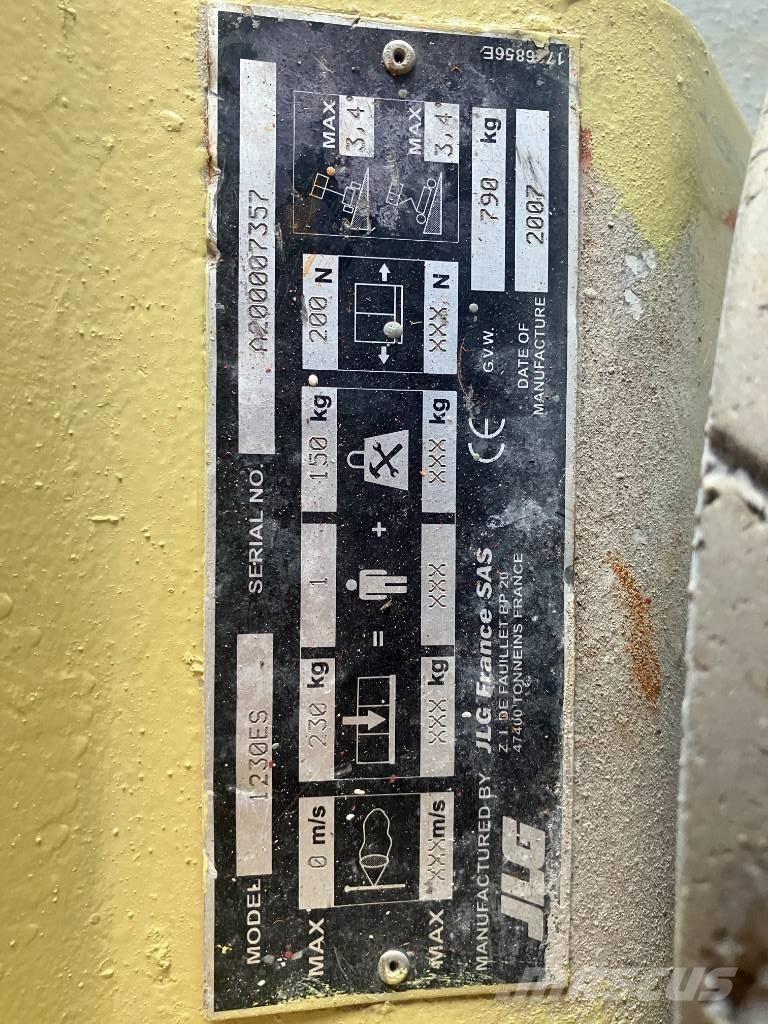 MODEL 1230ES SERIAL NO. A200007357
MAX 0 m/s 230 kg 1 150 kg 200 N MAX 3,4° MAX 3,4°
= +
MAX XXX m/s XXX kg XXX XXX kg XXX N
MANUFACTURED BY JLG France SAS
Z. I. DE FAUILLET BP 20
47400 TONNEINS FRANCE
CE
G.V.W. 790 kg
DATE OF
MANUFACTURE 2007
JLG
MASCUS